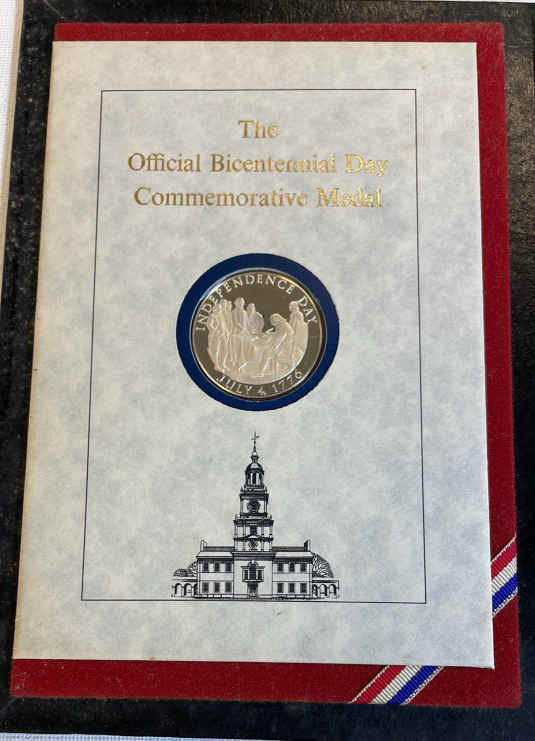 The
Official Bicentennial Day
Commemorative Medal
INDEPENDENCE DAY
JULY 4, 1776